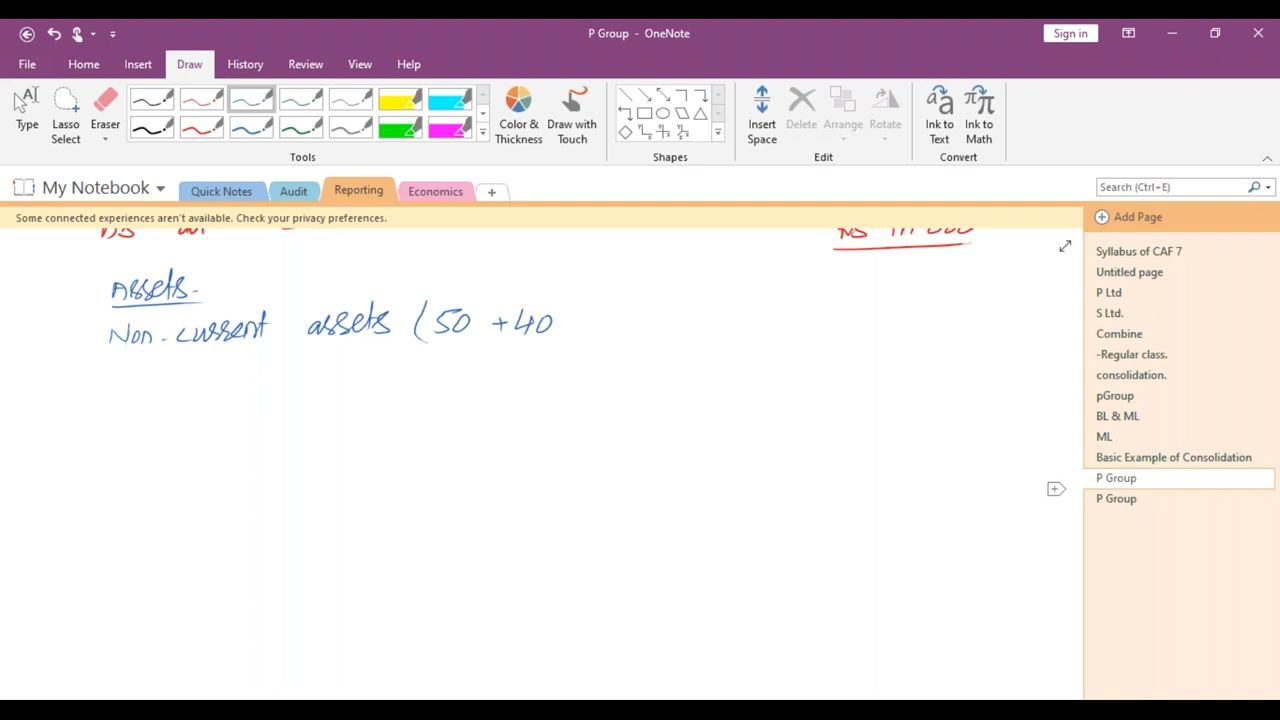 P Group - OneNote
Sign in
File Home Insert Draw History Review View Help
Type
Lasso Select
Eraser
Color & Thickness
Draw with Touch
Insert Space
Delete
Arrange
Rotate
Ink to Text
Ink to Math
Tools
Shapes
Edit
Convert
My Notebook
Quick Notes
Audit
Reporting
Economics
Search (Ctrl+E)
Some connected experiences aren't available. Check your privacy preferences.
Add Page
Assets.
Non-current assets (50 +40
Syllabus of CAF 7
Untitled page
P Ltd
S Ltd.
Combine
-Regular class.
consolidation.
pGroup
BL & ML
ML
Basic Example of Consolidation
P Group
P Group